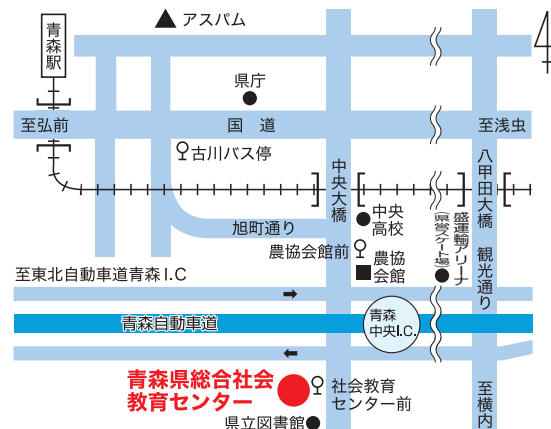 アスパム
青森駅
県庁
至弘前
国道
至浅虫
古川バス停
中央大橋
八甲田大橋
観光通り
中央
高校
旭町通り
農協会館前
農協
会館
盛運輸アリーナ
(県営スケート場)
至東北自動車道青森I.C
青森自動車道
青森
中央I.C.
青森県総合社会
教育センター
社会教育
センター前
県立図書館
至横内